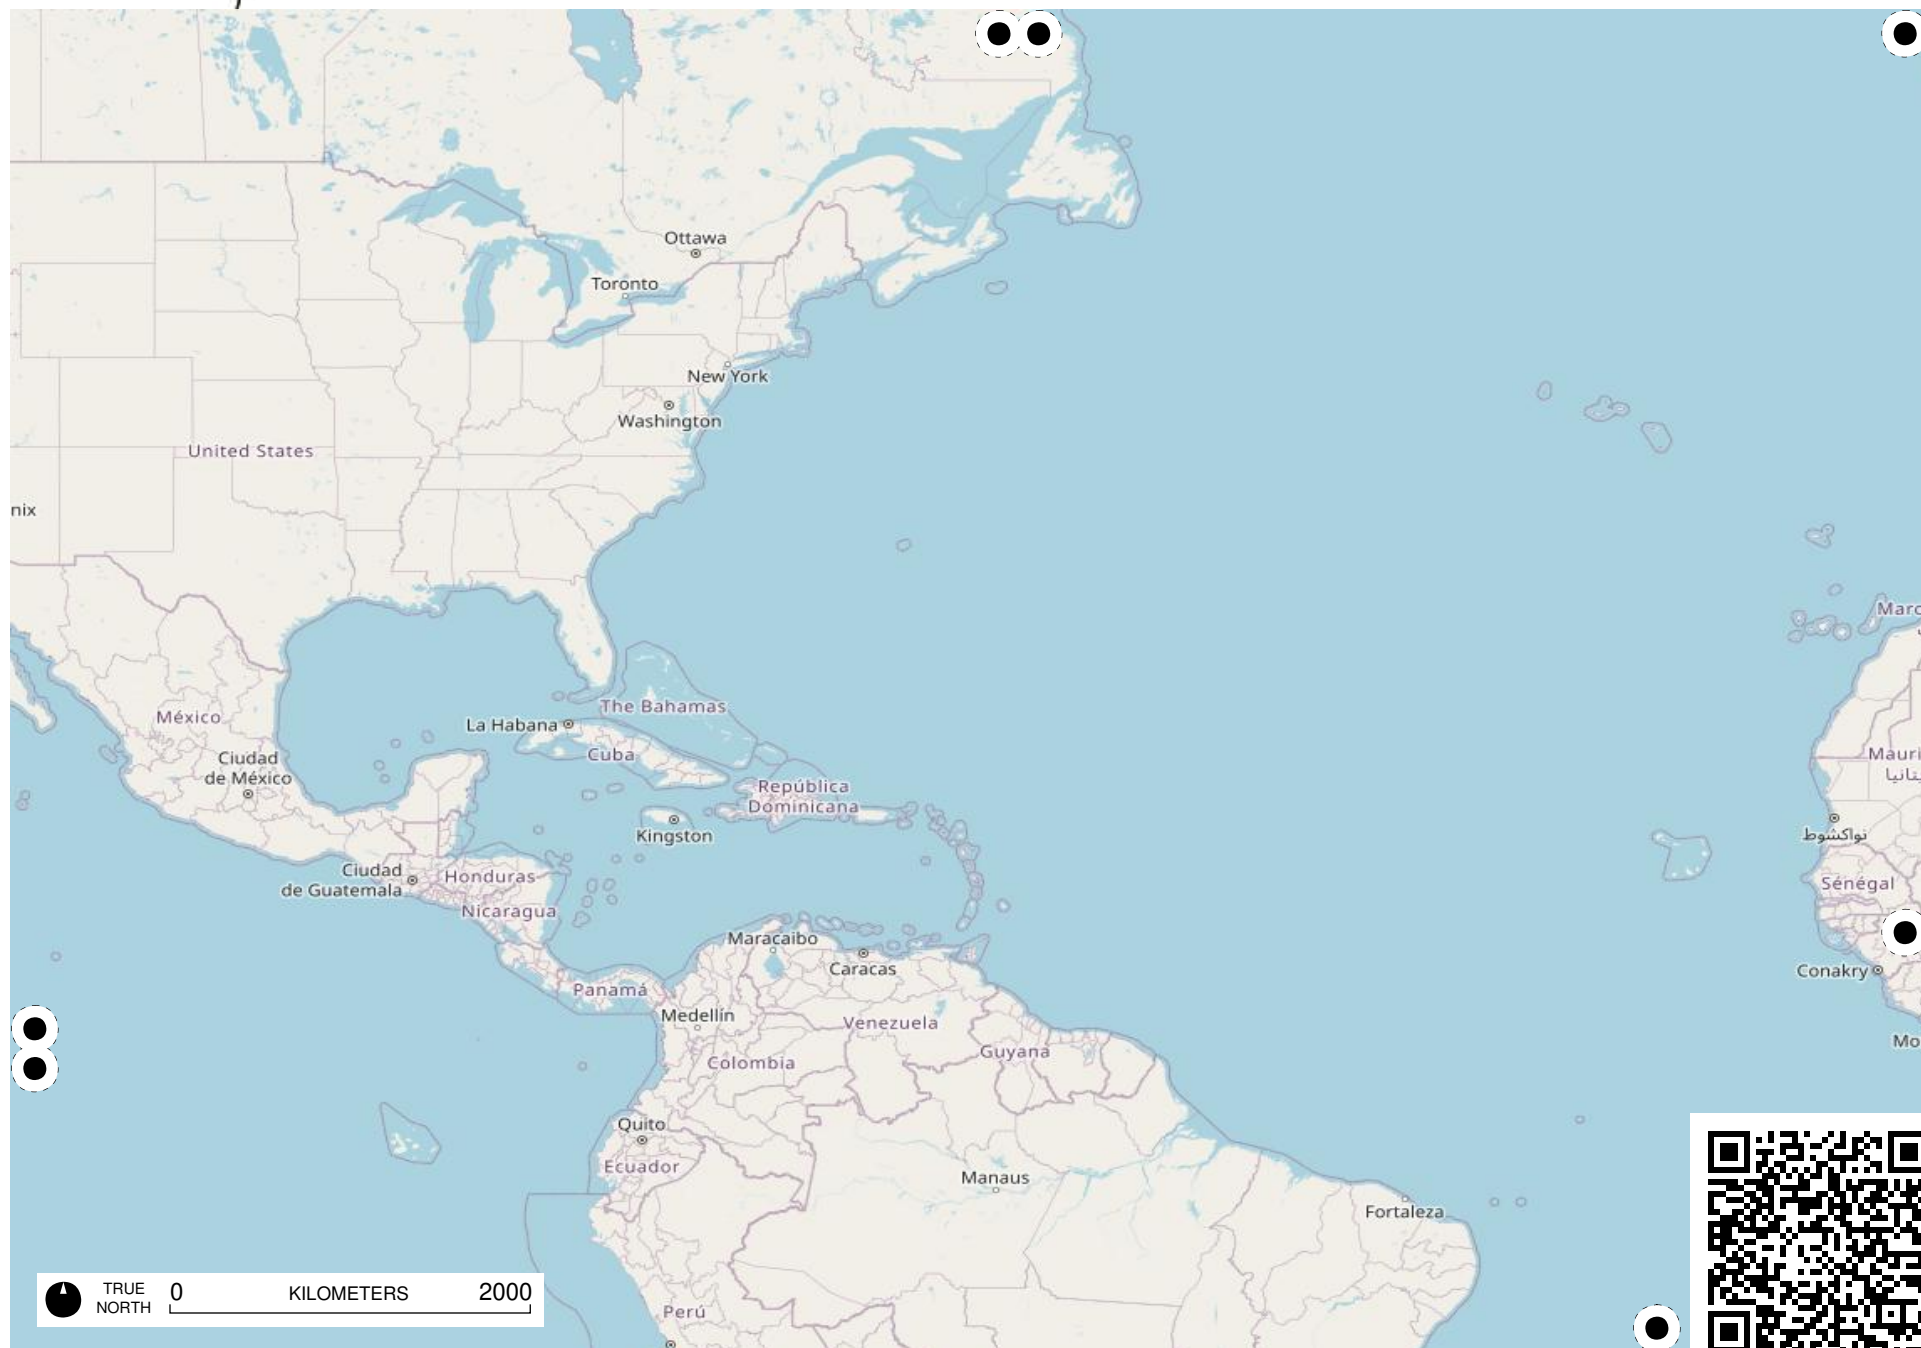 Ottawa
Toronto
New York
Washington
United States
nix
Marc
México
La Habana
The Bahamas
Cuba
Ciudad
de México
República
Dominicana
Kingston
Mauri
نواكشوط
Ciudad
de Guatemala
Honduras
Sénégal
Nicaragua
Maracaibo
Caracas
Conakry
Panamá
Medellín
Venezuela
Mo
Guyana
Colombia
Quito
Ecuador
Manaus
Fortaleza
TRUE
NORTH
0 KILOMETERS 2000
Perú